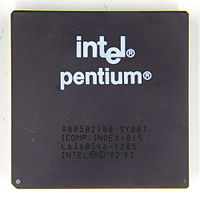 intel®
pentium®
A80502100 SY007
ICOMP INDEX=815
L6360546-1285
INTEL Ⓜ © '92 '93